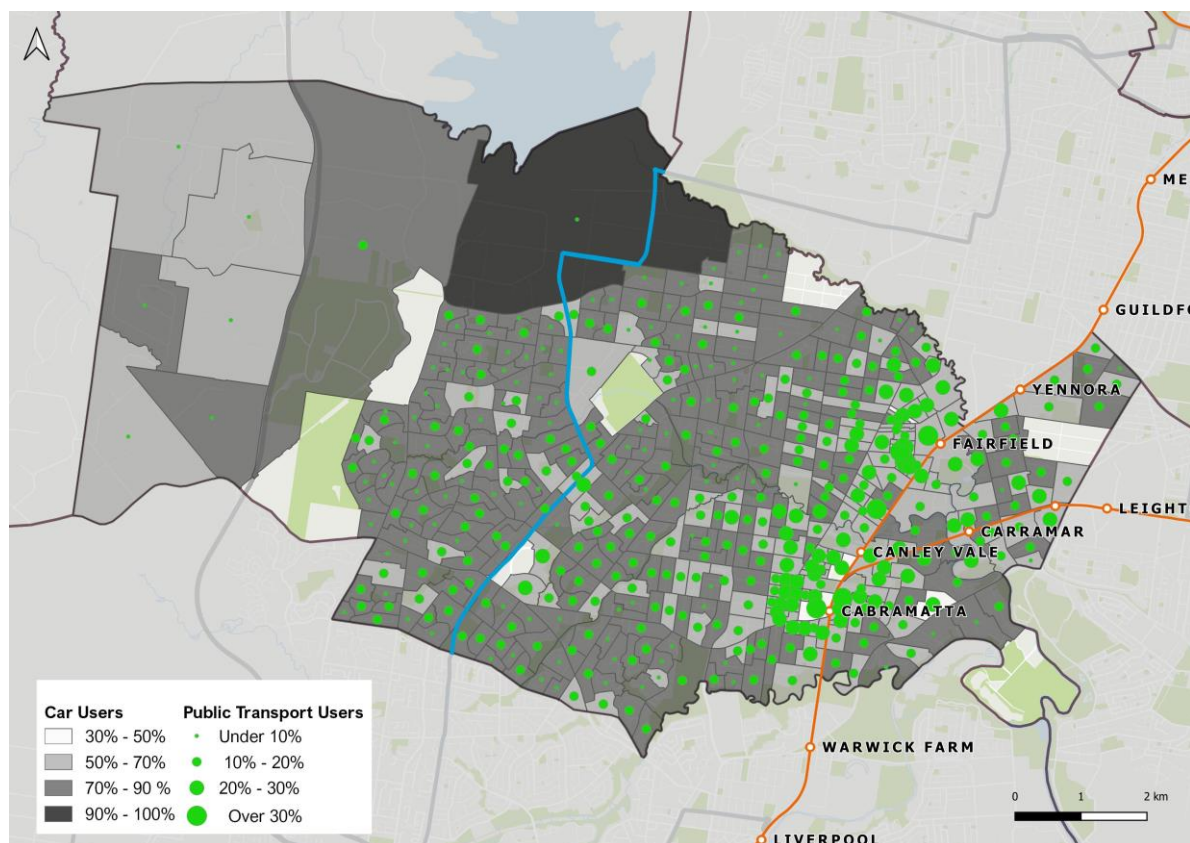 ME
GUILDFO
YENNORA
FAIRFIELD
LEIGHT
CARRAMAR
CANLEY VALE
CABRAMATTA
WARWICK FARM
LIVERPOOL
Car Users
30% - 50%
50% - 70%
70% - 90 %
90% - 100%
Public Transport Users
Under 10%
10% - 20%
20% - 30%
Over 30%
0 1 2 km